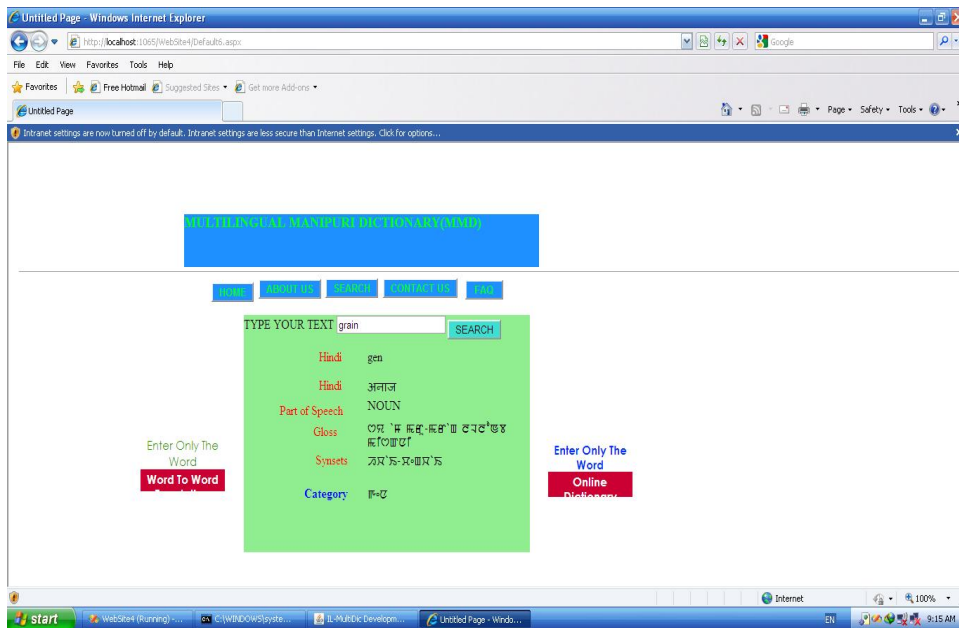 Untitled Page - Windows Internet Explorer
http://localhost:1065/WebSite4/Default6.aspx
Google
File Edit View Favorites Tools Help
Favorites Free Hotmail Suggested Sites Get more Add-ons
Untitled Page Page Safety Tools
Intranet settings are now turned off by default. Intranet settings are less secure than Internet settings. Click for options...
MULTILINGUAL MANIPURI DICTIONARY(MMD)
HOME ABOUT US SEARCH CONTACT US FAQ
TYPE YOUR TEXT grain SEARCH
Hindi gen
Hindi अनाज
Part of Speech NOUN
Gloss
Synsets
Category
Enter Only The
Word
Word To Word
Enter Only The
Word
Online
Dictionary
Internet 100%
start WebSite4 (Running) -... C:\WINDOWS\syste... IL-MultiDic Developm... Untitled Page - Windo... EN 9:15 AM